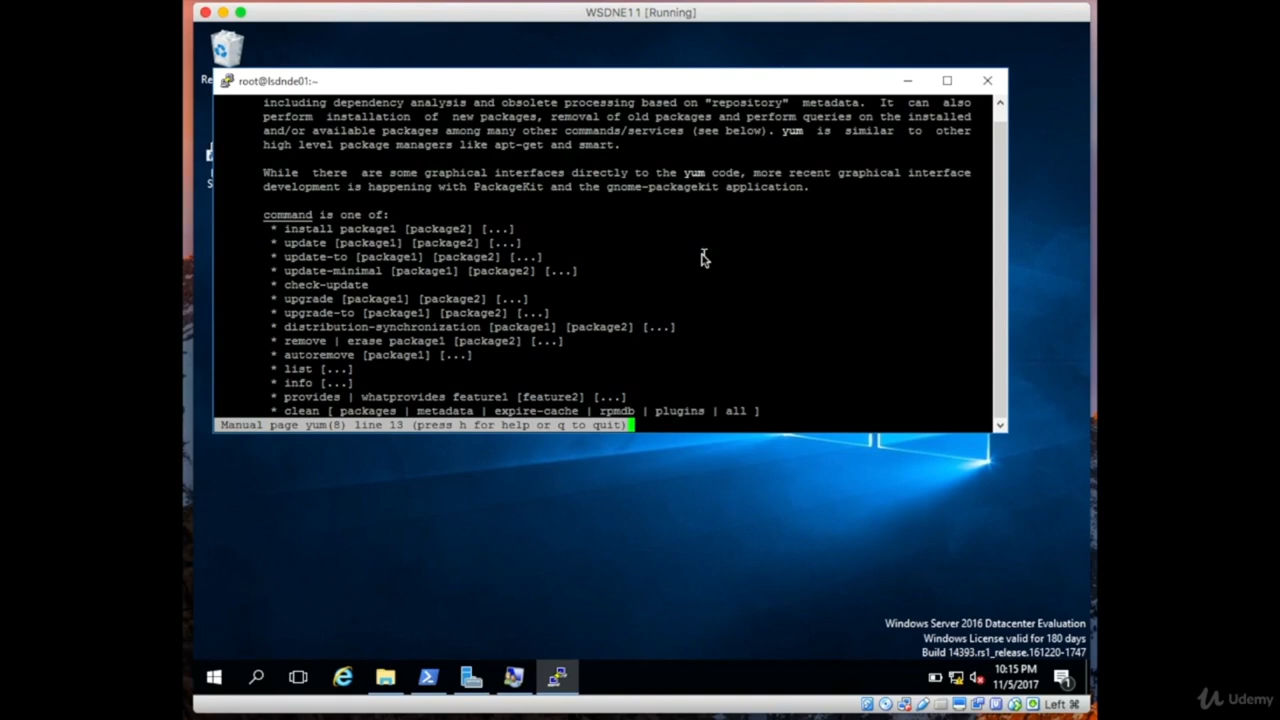 WSDNE11 [Running]
Re
root@lsdnde01:~
S
including dependency analysis and obsolete processing based on "repository" metadata. It can also
perform installation of new packages, removal of old packages and perform queries on the installed
and/or available packages among many other commands/services (see below). yum is similar to other
high level package managers like apt-get and smart.
While there are some graphical interfaces directly to the yum code, more recent graphical interface
development is happening with PackageKit and the gnome-packagekit application.
command is one of:
* install package1 [package2] [...]
* update [package1] [package2] [...]
* update-to [package1] [package2] [...]
* update-minimal [package1] [package2] [...]
* check-update
* upgrade [package1] [package2] [...]
* upgrade-to [package1] [package2] [...]
* distribution-synchronization [package1] [package2] [...]
* remove | erase package1 [package2] [...]
* autoremove [package1] [...]
* list [...]
* info [...]
* provides | whatprovides feature1 [feature2] [...]
* clean [ packages | metadata | expire-cache | rpmdb | plugins | all ]
Manual page yum(8) line 13 (press h for help or q to quit)
Windows Server 2016 Datacenter Evaluation
Windows License valid for 180 days
Build 14393.rs1_release.161220-1747
10:15 PM
11/5/2017
1
Left ⌘
Udemy